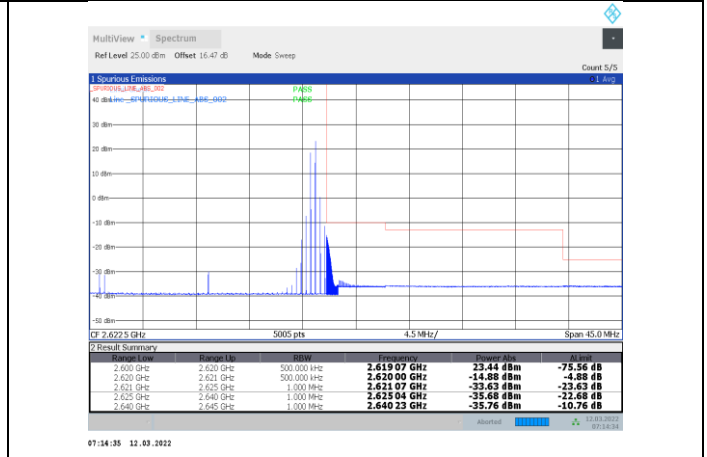 MultiView Spectrum
Ref Level 25.00 dBm Offset 16.47 dB Mode Sweep
Count 5/5
1 Spurious Emissions 1 Avg
_SPURIOUS_LINE_ABS_002 PASS
40 dBm Line _SPURIOUS_LINE_ABS_002 PASS
30 dBm
20 dBm
10 dBm
0 dBm
-10 dBm
-20 dBm
-30 dBm
-40 dBm
-50 dBm
CF 2.6225 GHz 5005 pts 4.5 MHz/ Span 45.0 MHz
2 Result Summary
Range Low Range Up RBW Frequency Power Abs ΔLimit
2.600 GHz 2.620 GHz 500.000 kHz 2.619 07 GHz 23.44 dBm -75.56 dB
2.620 GHz 2.621 GHz 500.000 kHz 2.620 00 GHz -14.88 dBm -4.88 dB
2.621 GHz 2.625 GHz 1.000 MHz 2.621 07 GHz -33.63 dBm -23.63 dB
2.625 GHz 2.640 GHz 1.000 MHz 2.625 04 GHz -35.68 dBm -22.68 dB
2.640 GHz 2.645 GHz 1.000 MHz 2.640 23 GHz -35.76 dBm -10.76 dB
Aborted 12.03.2022
07:14:34
07:14:35 12.03.2022